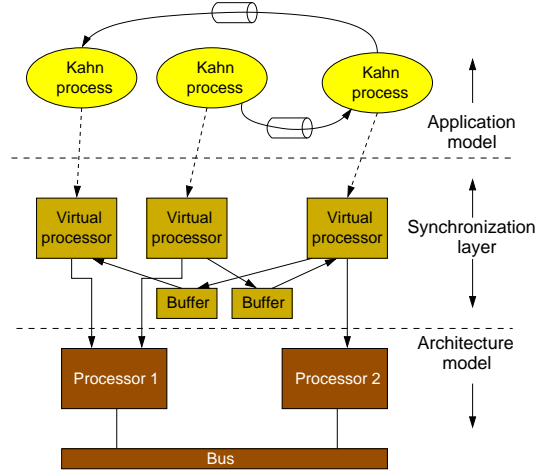 Kahn
process
Kahn
process
Kahn
process
Application
model
Virtual
processor
Virtual
processor
Virtual
processor
Synchronization
layer
Buffer
Buffer
Architecture
model
Processor 1
Processor 2
Bus